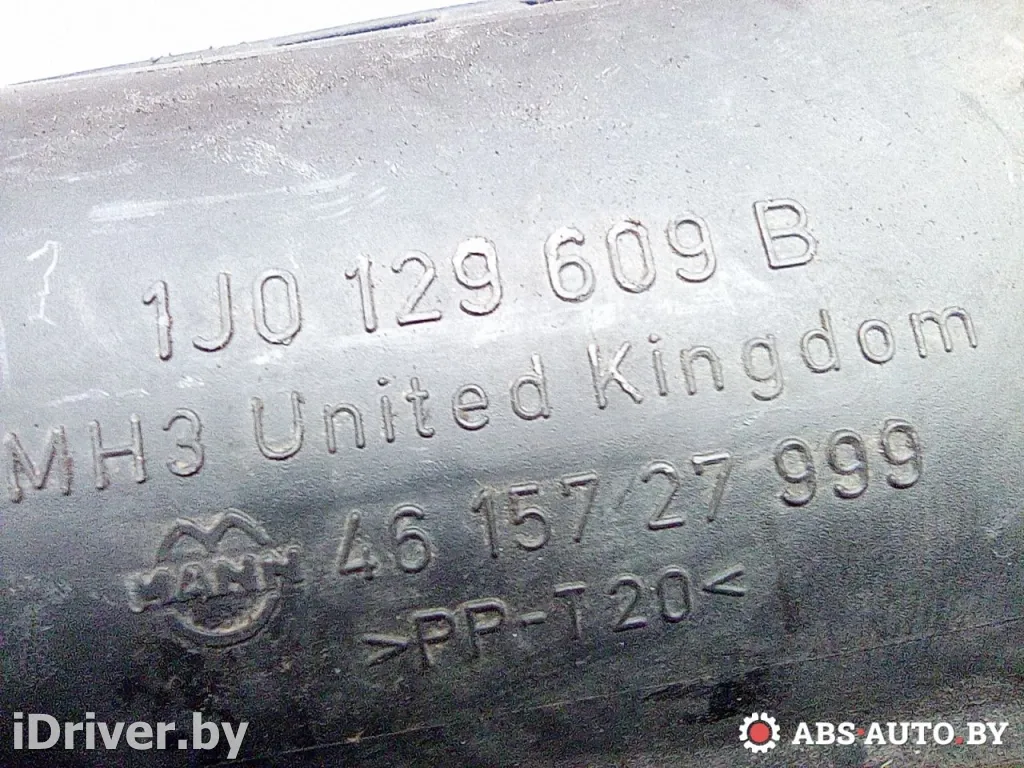 1J0 129 609 B
MH3 United Kingdom
MANN 46 157 27 999
>PP-T20<
iDriver.by
ABS-AUTO.BY